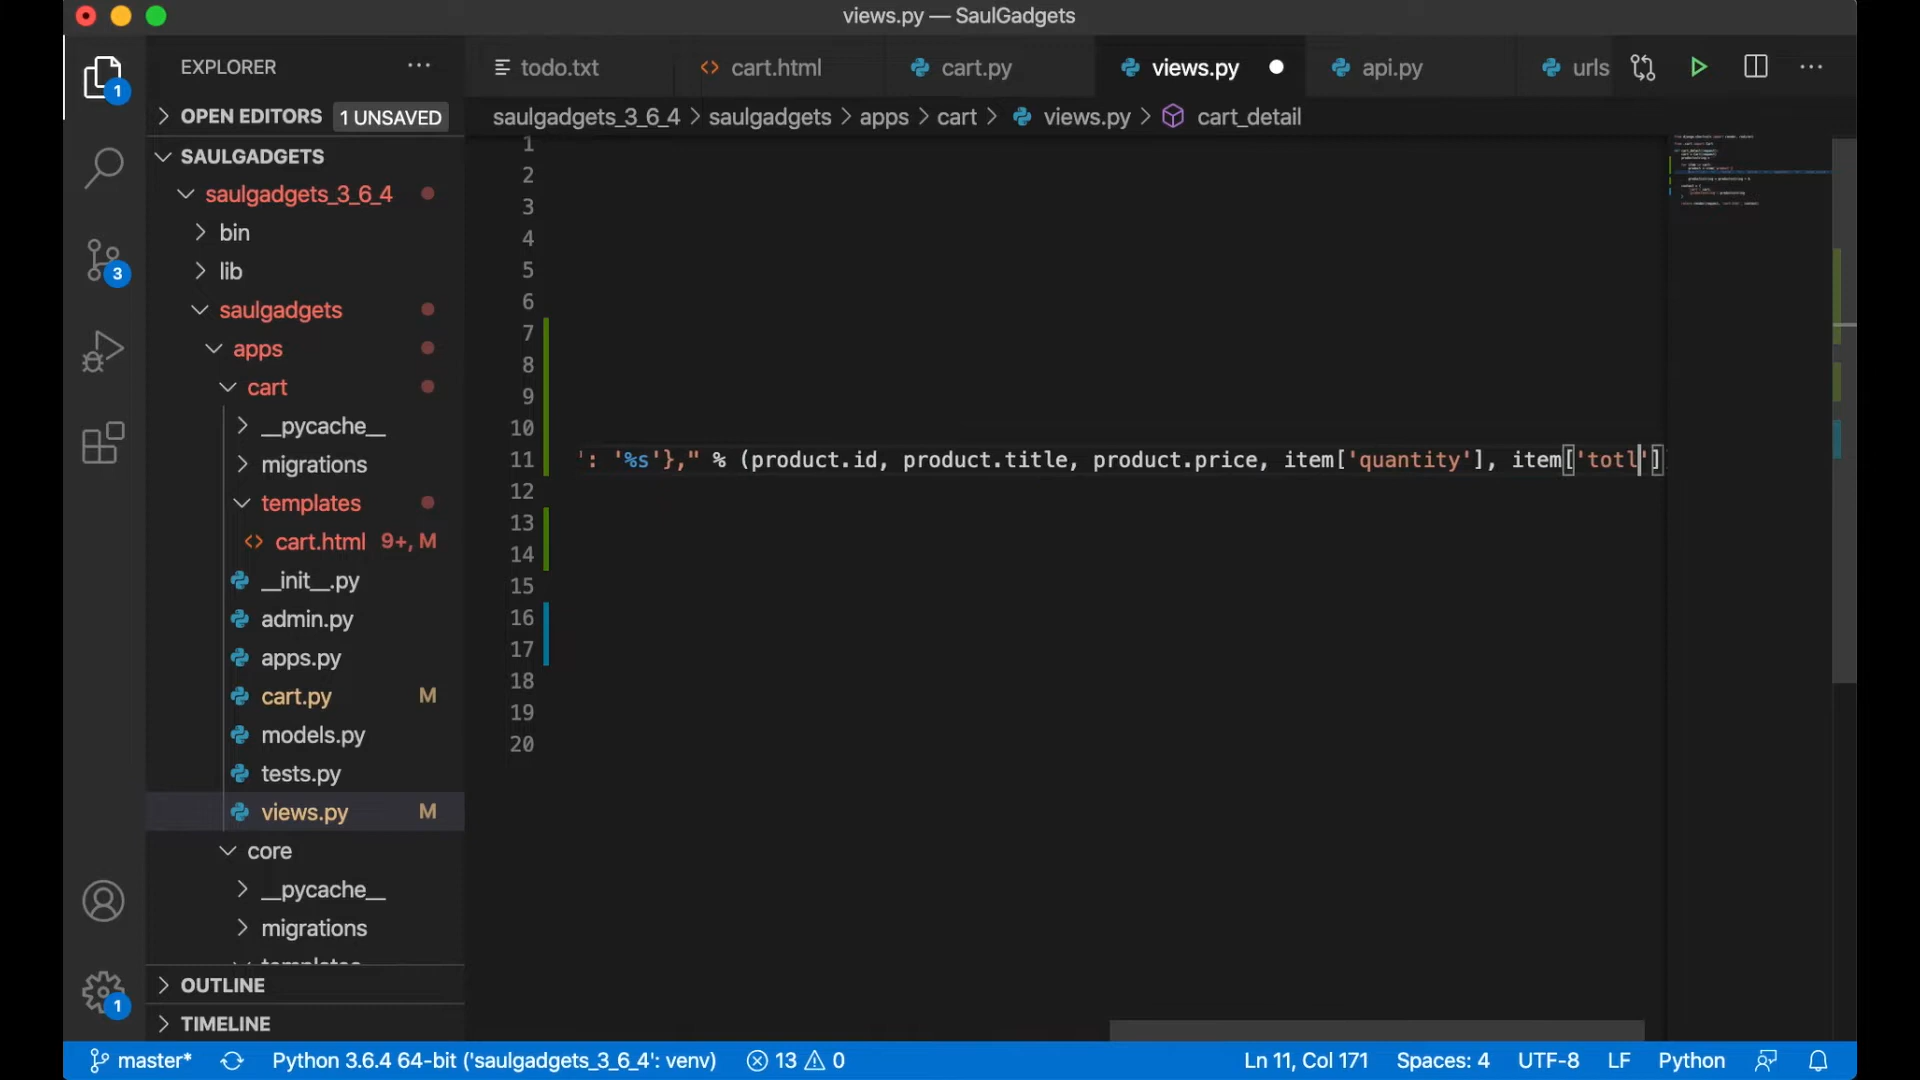 views.py — SaulGadgets
EXPLORER
todo.txt
cart.html
cart.py
views.py
api.py
urls
1
OPEN EDITORS
1 UNSAVED
saulgadgets_3_6_4 > saulgadgets > apps > cart > views.py > cart_detail
SAULGADGETS
saulgadgets_3_6_4
bin
lib
saulgadgets
apps
cart
__pycache__
migrations
templates
cart.html 9+, M
__init__.py
admin.py
apps.py
cart.py M
models.py
tests.py
views.py M
core
__pycache__
migrations
templates
OUTLINE
TIMELINE
3
1
1
2
3
4
5
6
7
8
9
10
11 ': '%s'}," % (product.id, product.title, product.price, item['quantity'], item['totl']
12
13
14
15
16
17
18
19
20
master* Python 3.6.4 64-bit ('saulgadgets_3_6_4': venv) 13 0 Ln 11, Col 171 Spaces: 4 UTF-8 LF Python